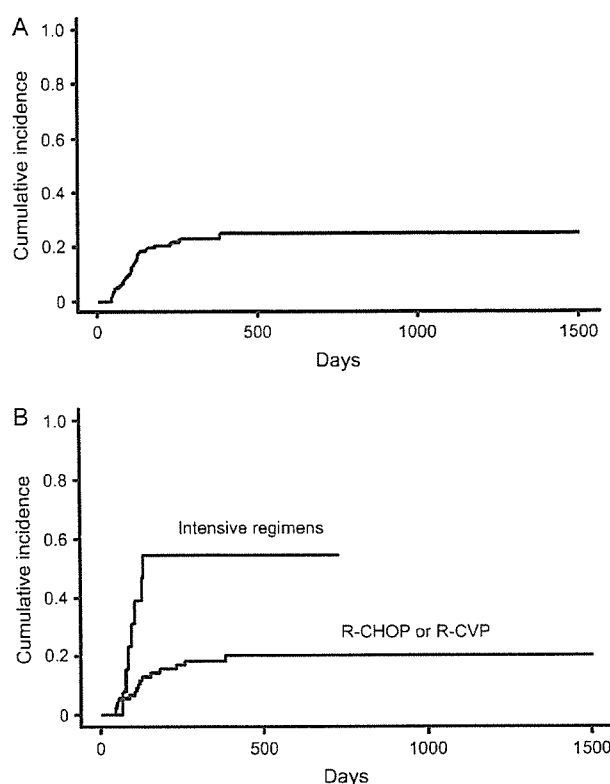 A
Cumulative incidence
1.0
0.8
0.6
0.4
0.2
0
0 500 1000 1500
Days
B
Cumulative incidence
1.0
0.8
0.6
0.4
0.2
0
Intensive regimens
R-CHOP or R-CVP
0 500 1000 1500
Days